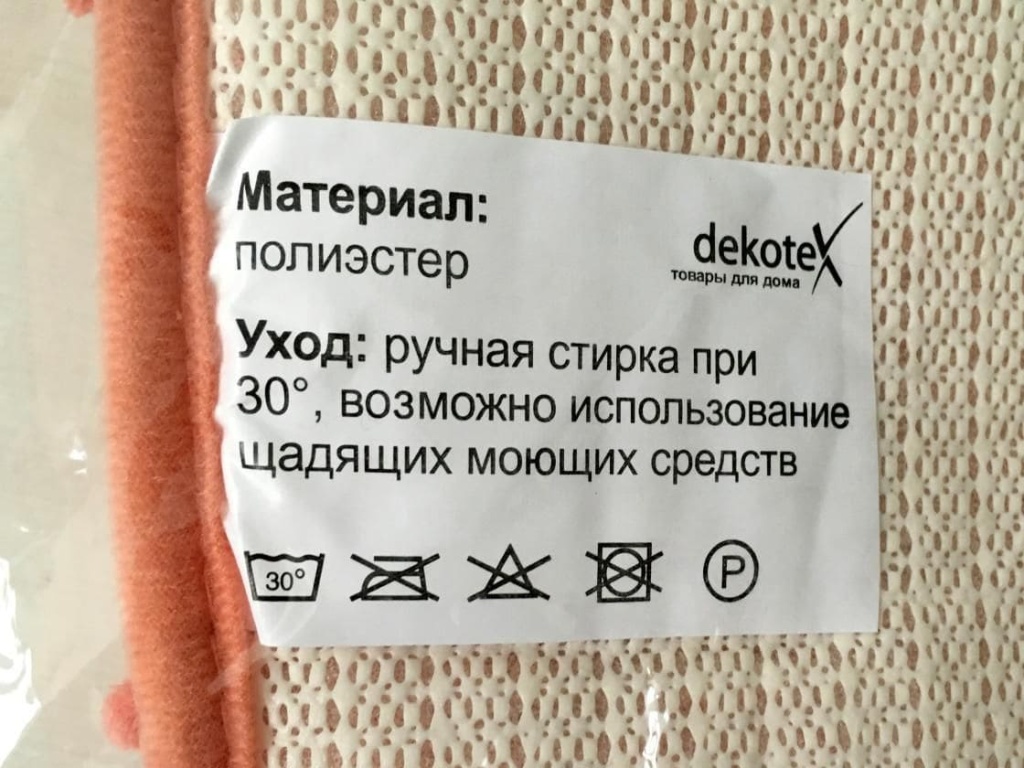 Материал:
полиэстер
dekotex
товары для дома
Уход: ручная стирка при
30°, возможно использование
щадящих моющих средств
30°
P